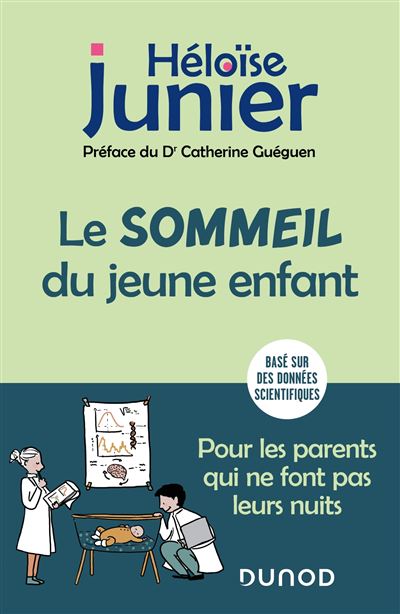 Héloïse
Junier
Préface du Dr Catherine Guéguen
Le SOMMEIL
du jeune enfant
BASÉ SUR
DES DONNÉES
SCIENTIFIQUES
Pour les parents
qui ne font pas
leurs nuits
DUNOD